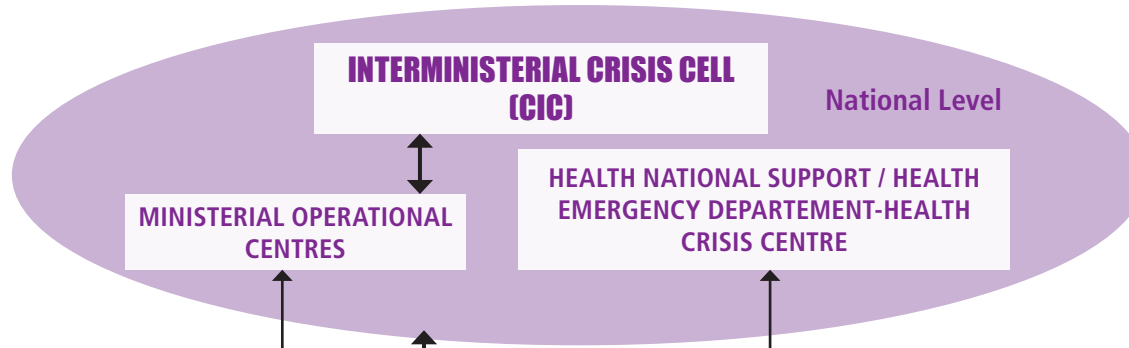 INTERMINISTERIAL CRISIS CELL
(CIC)
National Level
HEALTH NATIONAL SUPPORT / HEALTH
EMERGENCY DEPARTEMENT-HEALTH
CRISIS CENTRE
MINISTERIAL OPERATIONAL
CENTRES